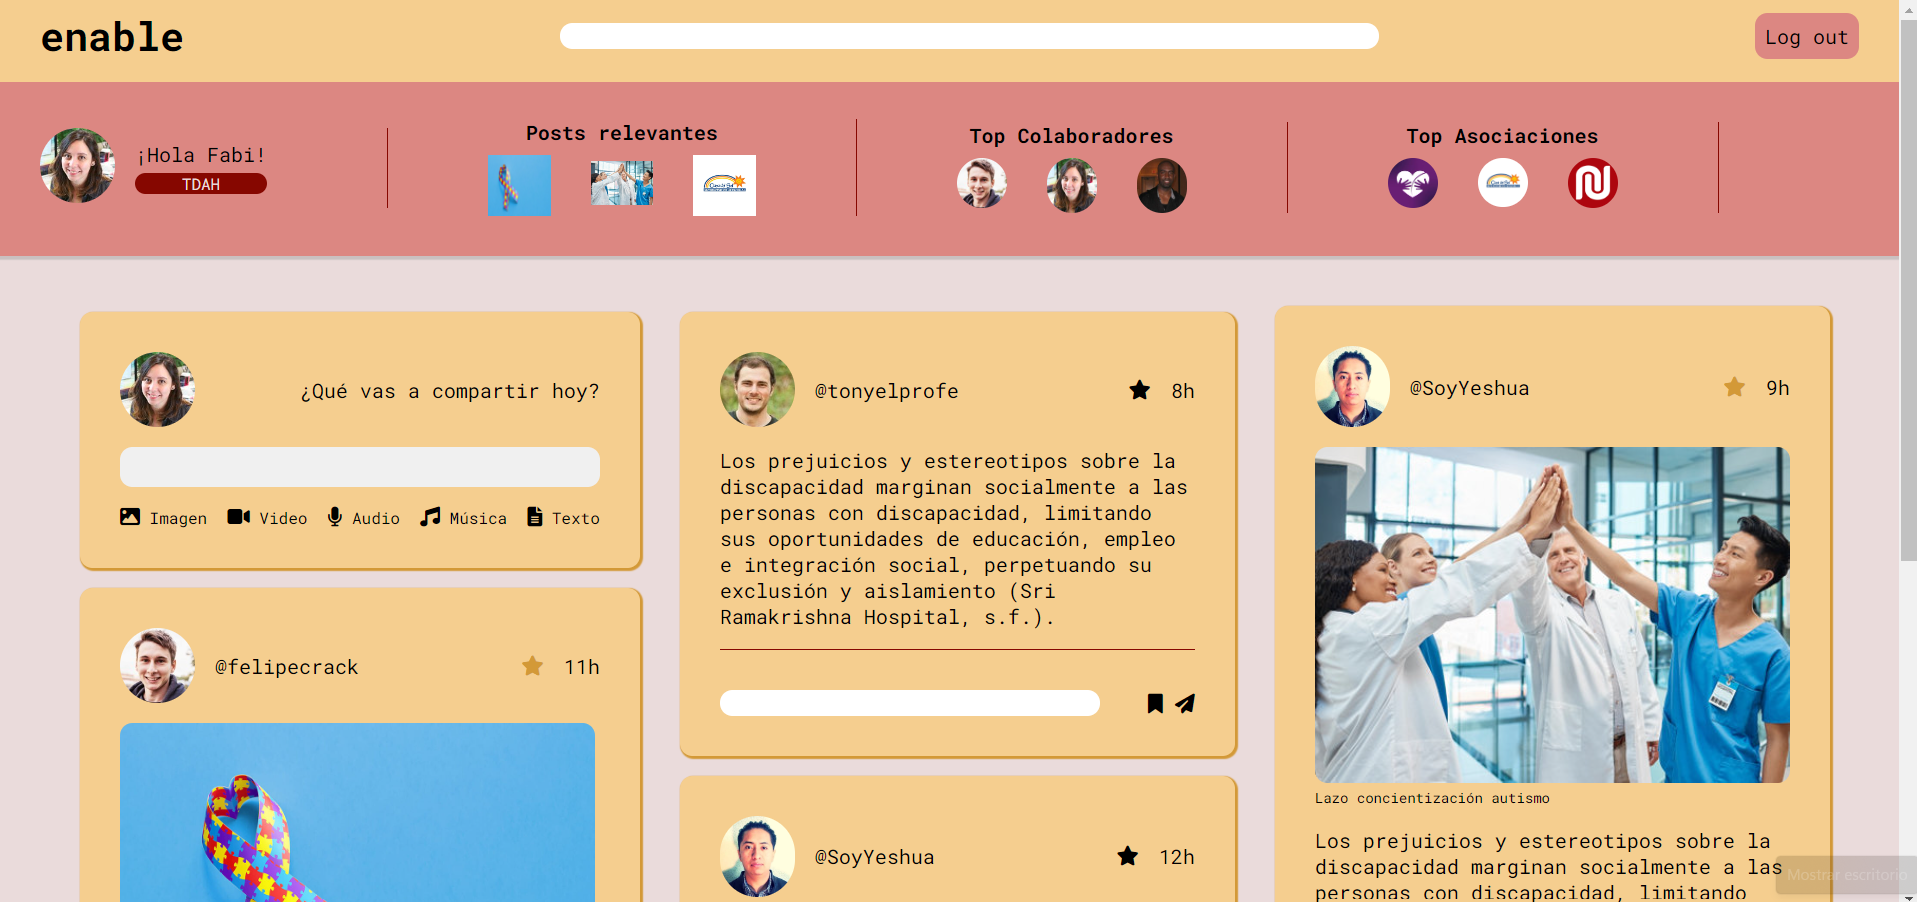 enable
Log out
¡Hola Fabi!
TDAH
Posts relevantes
Top Colaboradores
Top Asociaciones
¿Qué vas a compartir hoy?
Imagen Video Audio Música Texto
@felipecrack 11h
@tonyelprofe 8h
Los prejuicios y estereotipos sobre la
discapacidad marginan socialmente a las
personas con discapacidad, limitando
sus oportunidades de educación, empleo
e integración social, perpetuando su
exclusión y aislamiento (Sri
Ramakrishna Hospital, s.f.).
@SoyYeshua 12h
@SoyYeshua 9h
Lazo concientización autismo
Los prejuicios y estereotipos sobre la
discapacidad marginan socialmente a las
personas con discapacidad, limitando
Mostrar escritorio